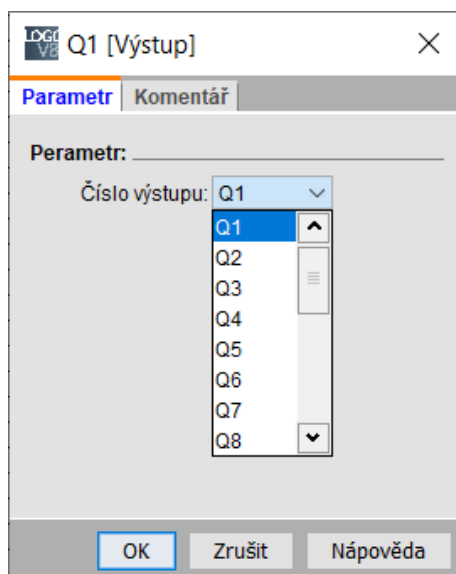 LOGO V8 Q1 [Výstup]
Parametr Komentář
Perametr:
Číslo výstupu: Q1
Q1
Q2
Q3
Q4
Q5
Q6
Q7
Q8
OK Zrušit Nápověda